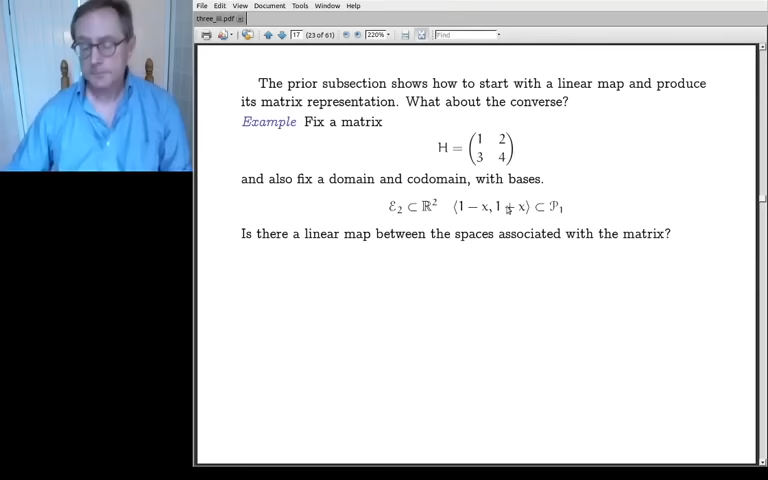 File Edit View Document Tools Window Help
three_iii.pdf
17 (23 of 61) 220% Find
The prior subsection shows how to start with a linear map and produce
its matrix representation. What about the converse?
Example Fix a matrix
H = (1 2
3 4)
and also fix a domain and codomain, with bases.
ℰ₂ ⊂ ℝ² ⟨1 − x, 1 + x⟩ ⊂ 𝒫₁
Is there a linear map between the spaces associated with the matrix?